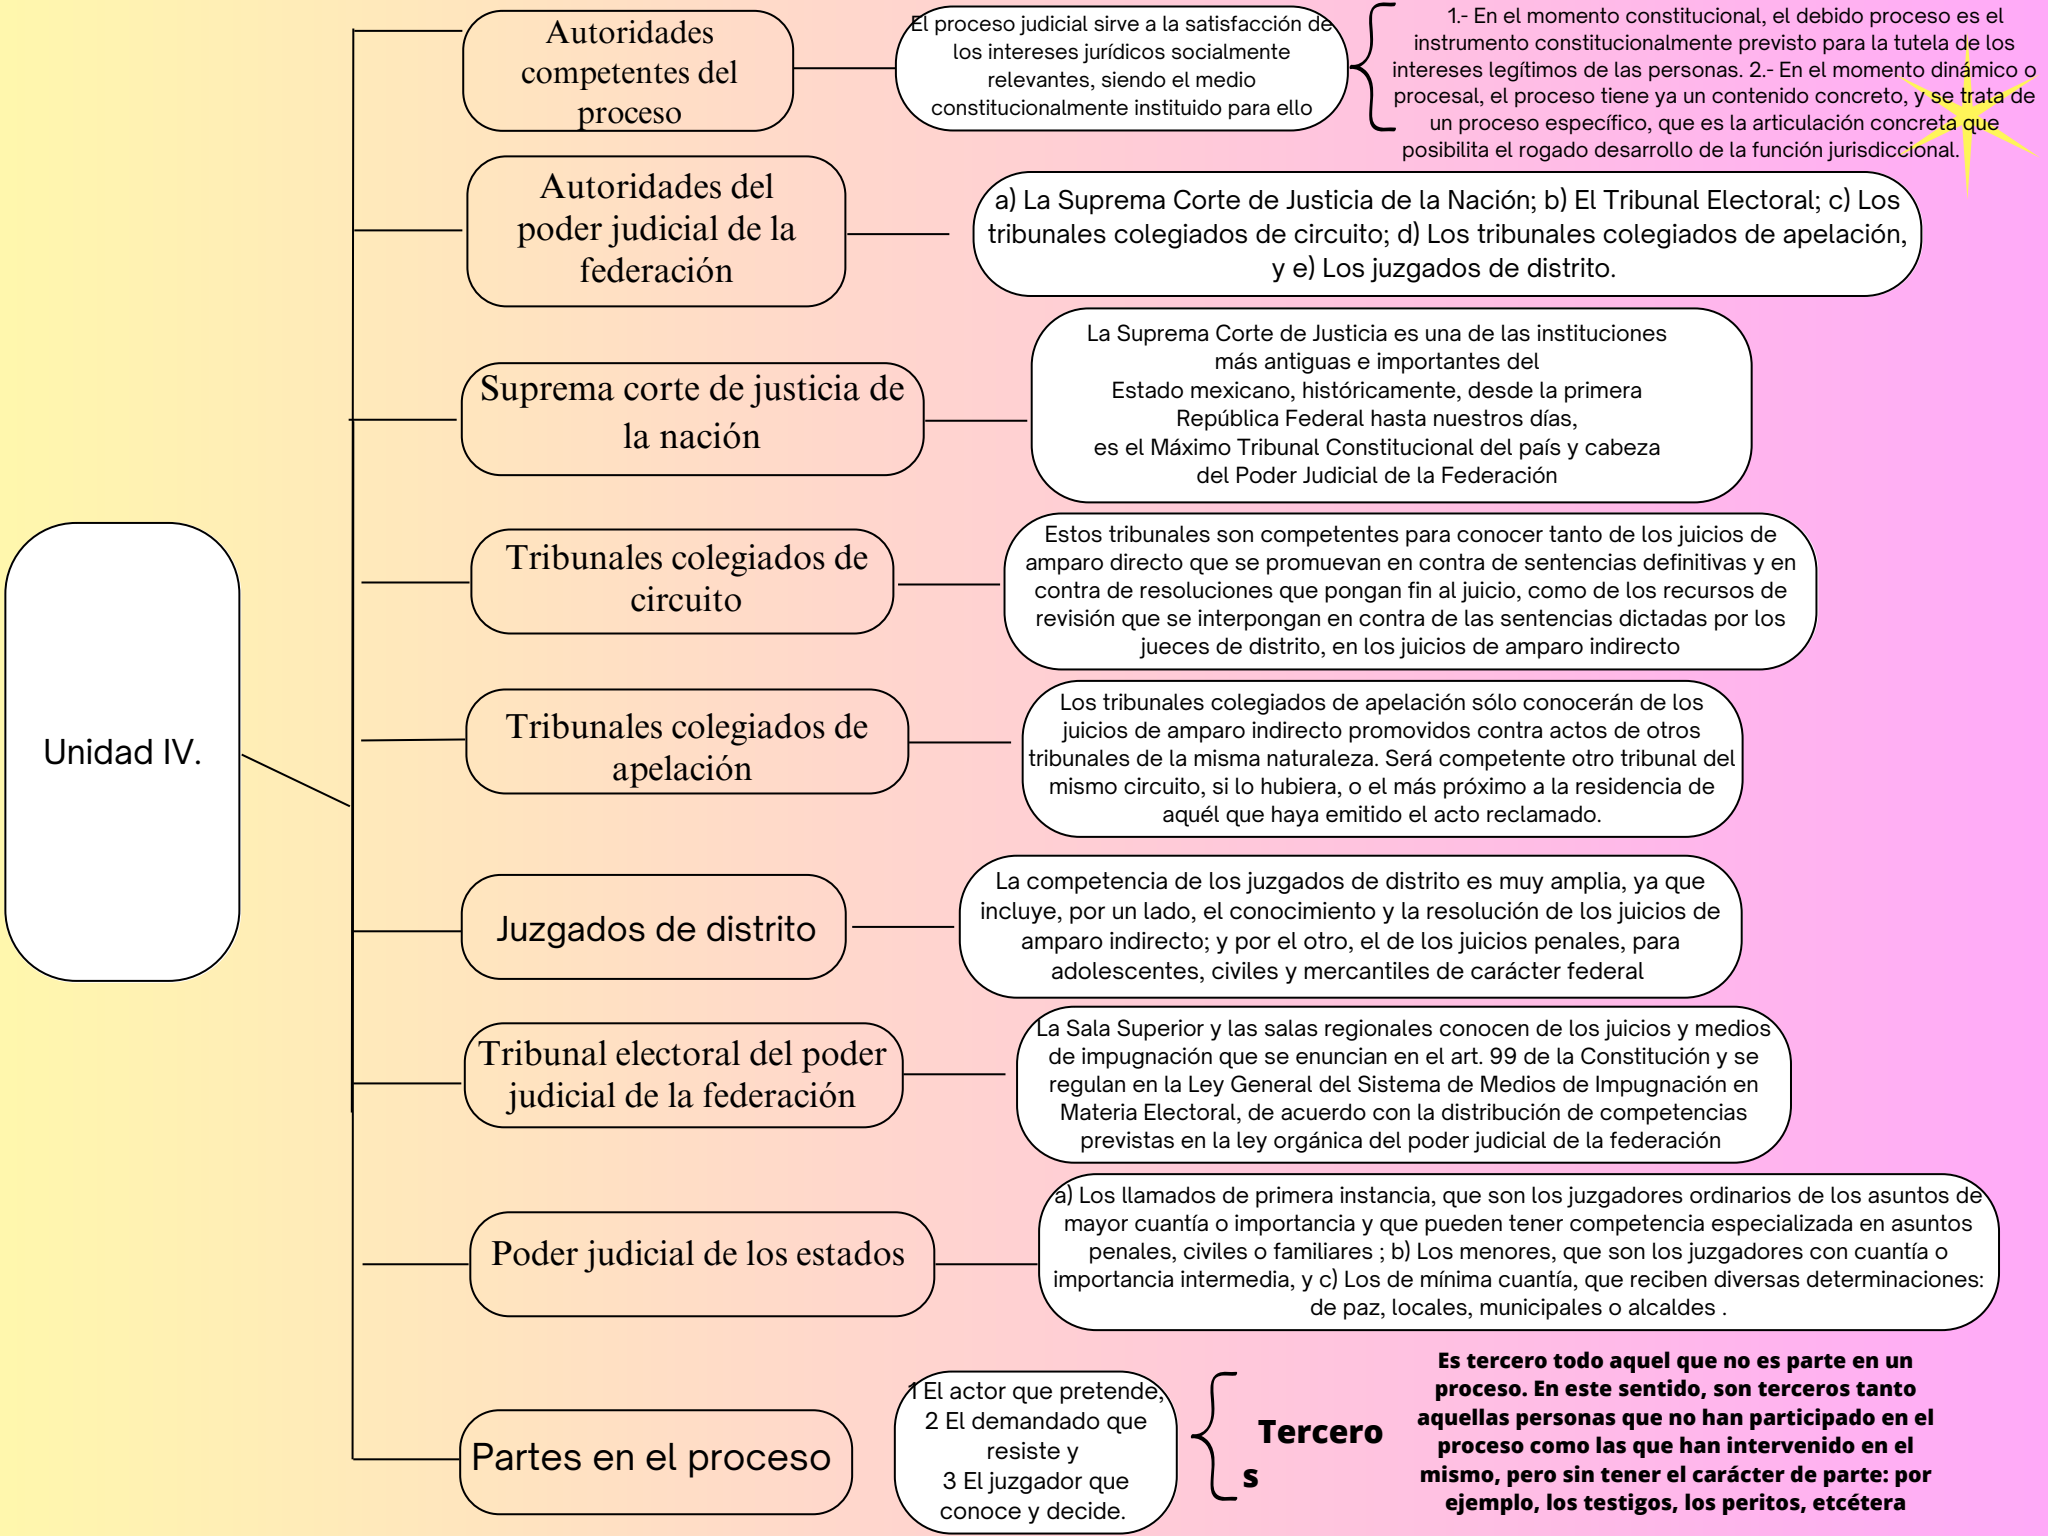 Unidad IV.
Autoridades
competentes del
proceso
El proceso judicial sirve a la satisfacción de
los intereses jurídicos socialmente
relevantes, siendo el medio
constitucionalmente instituido para ello
1.- En el momento constitucional, el debido proceso es el
instrumento constitucionalmente previsto para la tutela de los
intereses legítimos de las personas. 2.- En el momento dinámico o
procesal, el proceso tiene ya un contenido concreto, y se trata de
un proceso específico, que es la articulación concreta que
posibilita el rogado desarrollo de la función jurisdiccional.
Autoridades del
poder judicial de la
federación
a) La Suprema Corte de Justicia de la Nación; b) El Tribunal Electoral; c) Los
tribunales colegiados de circuito; d) Los tribunales colegiados de apelación,
y e) Los juzgados de distrito.
Suprema corte de justicia de
la nación
La Suprema Corte de Justicia es una de las instituciones
más antiguas e importantes del
Estado mexicano, históricamente, desde la primera
República Federal hasta nuestros días,
es el Máximo Tribunal Constitucional del país y cabeza
del Poder Judicial de la Federación
Tribunales colegiados de
circuito
Estos tribunales son competentes para conocer tanto de los juicios de
amparo directo que se promuevan en contra de sentencias definitivas y en
contra de resoluciones que pongan fin al juicio, como de los recursos de
revisión que se interpongan en contra de las sentencias dictadas por los
jueces de distrito, en los juicios de amparo indirecto
Tribunales colegiados de
apelación
Los tribunales colegiados de apelación sólo conocerán de los
juicios de amparo indirecto promovidos contra actos de otros
tribunales de la misma naturaleza. Será competente otro tribunal del
mismo circuito, si lo hubiera, o el más próximo a la residencia de
aquél que haya emitido el acto reclamado.
Juzgados de distrito
La competencia de los juzgados de distrito es muy amplia, ya que
incluye, por un lado, el conocimiento y la resolución de los juicios de
amparo indirecto; y por el otro, el de los juicios penales, para
adolescentes, civiles y mercantiles de carácter federal
Tribunal electoral del poder
judicial de la federación
La Sala Superior y las salas regionales conocen de los juicios y medios
de impugnación que se enuncian en el art. 99 de la Constitución y se
regulan en la Ley General del Sistema de Medios de Impugnación en
Materia Electoral, de acuerdo con la distribución de competencias
previstas en la ley orgánica del poder judicial de la federación
Poder judicial de los estados
a) Los llamados de primera instancia, que son los juzgadores ordinarios de los asuntos de
mayor cuantía o importancia y que pueden tener competencia especializada en asuntos
penales, civiles o familiares ; b) Los menores, que son los juzgadores con cuantía o
importancia intermedia, y c) Los de mínima cuantía, que reciben diversas determinaciones:
de paz, locales, municipales o alcaldes .
Partes en el proceso
1 El actor que pretende,
2 El demandado que
resiste y
3 El juzgador que
conoce y decide.
Tercero
s
Es tercero todo aquel que no es parte en un
proceso. En este sentido, son terceros tanto
aquellas personas que no han participado en el
proceso como las que han intervenido en el
mismo, pero sin tener el carácter de parte: por
ejemplo, los testigos, los peritos, etcétera